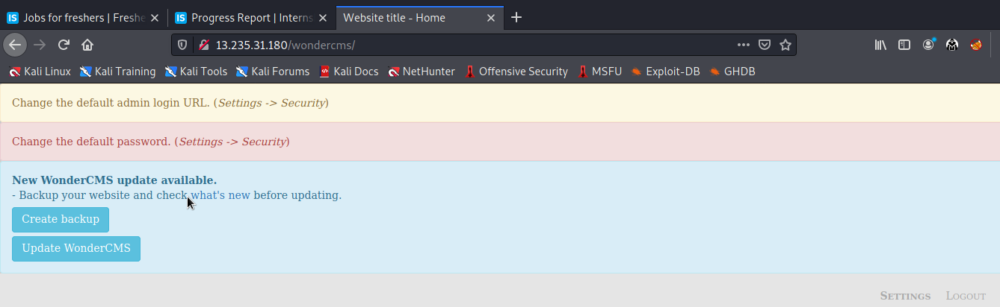 Jobs for freshers | Freshe
Progress Report | Interns
Website title - Home
13.235.31.180/wondercms/
Kali Linux Kali Training Kali Tools Kali Forums Kali Docs NetHunter Offensive Security MSFU Exploit-DB GHDB
Change the default admin login URL. (Settings -> Security)
Change the default password. (Settings -> Security)
New WonderCMS update available.
- Backup your website and check what's new before updating.
Create backup
Update WonderCMS
SETTINGS LOGOUT